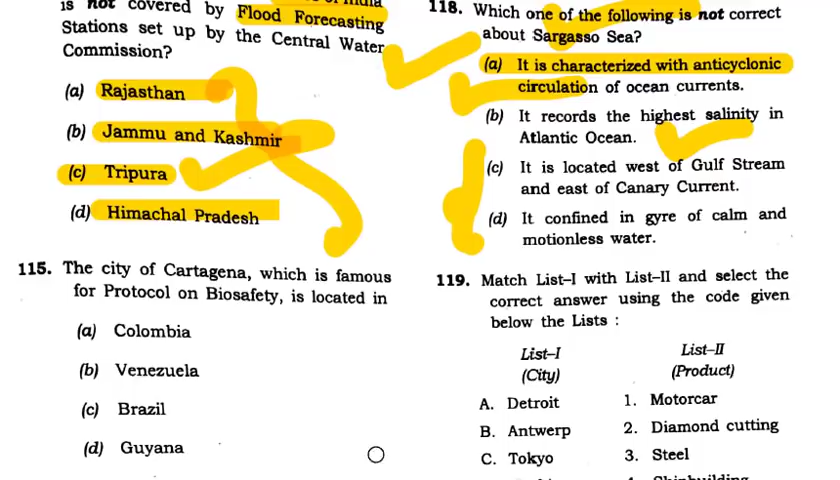 is not covered by Flood Forecasting
Stations set up by the Central Water
Commission?
(a) Rajasthan
(b) Jammu and Kashmir
(c) Tripura
(d) Himachal Pradesh
115. The city of Cartagena, which is famous
for Protocol on Biosafety, is located in
(a) Colombia
(b) Venezuela
(c) Brazil
(d) Guyana
118. Which one of the following is not correct
about Sargasso Sea?
(a) It is characterized with anticyclonic
circulation of ocean currents.
(b) It records the highest salinity in
Atlantic Ocean.
(c) It is located west of Gulf Stream
and east of Canary Current.
(d) It confined in gyre of calm and
motionless water.
119. Match List-I with List-II and select the
correct answer using the code given
below the Lists :
List-I
(City)
List-II
(Product)
A. Detroit
1. Motorcar
B. Antwerp
2. Diamond cutting
C. Tokyo
3. Steel